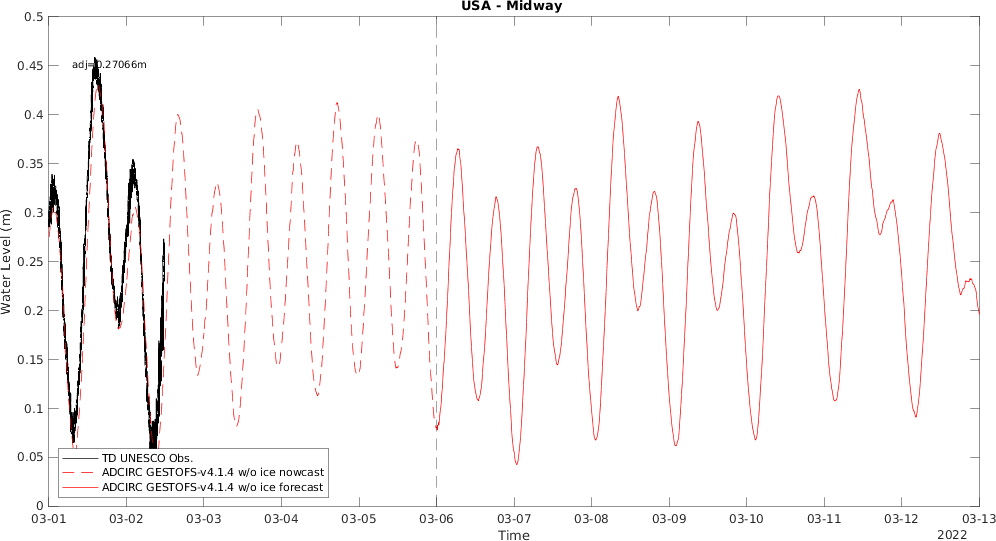 USA - Midway
0.5
0.45
0.4
0.35
0.3
0.25
0.2
0.15
0.1
0.05
0
Water Level (m)
adj=0.27066m
TD UNESCO Obs.
ADCIRC GESTOFS-v4.1.4 w/o ice nowcast
ADCIRC GESTOFS-v4.1.4 w/o ice forecast
03-01 03-02 03-03 03-04 03-05 03-06 03-07 03-08 03-09 03-10 03-11 03-12 03-13
Time
2022